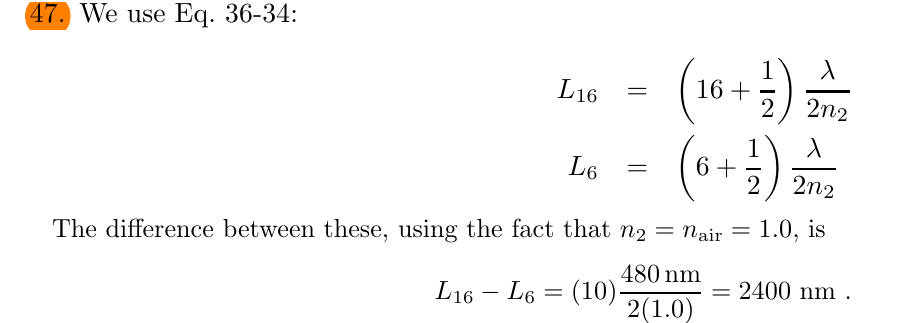 47. We use Eq. 36-34:
L₁₆ = (16 + 1/2) λ/2n₂
L₆ = (6 + 1/2) λ/2n₂
The difference between these, using the fact that n₂ = nₐᵢᵣ = 1.0, is
L₁₆ − L₆ = (10) 480 nm/2(1.0) = 2400 nm .